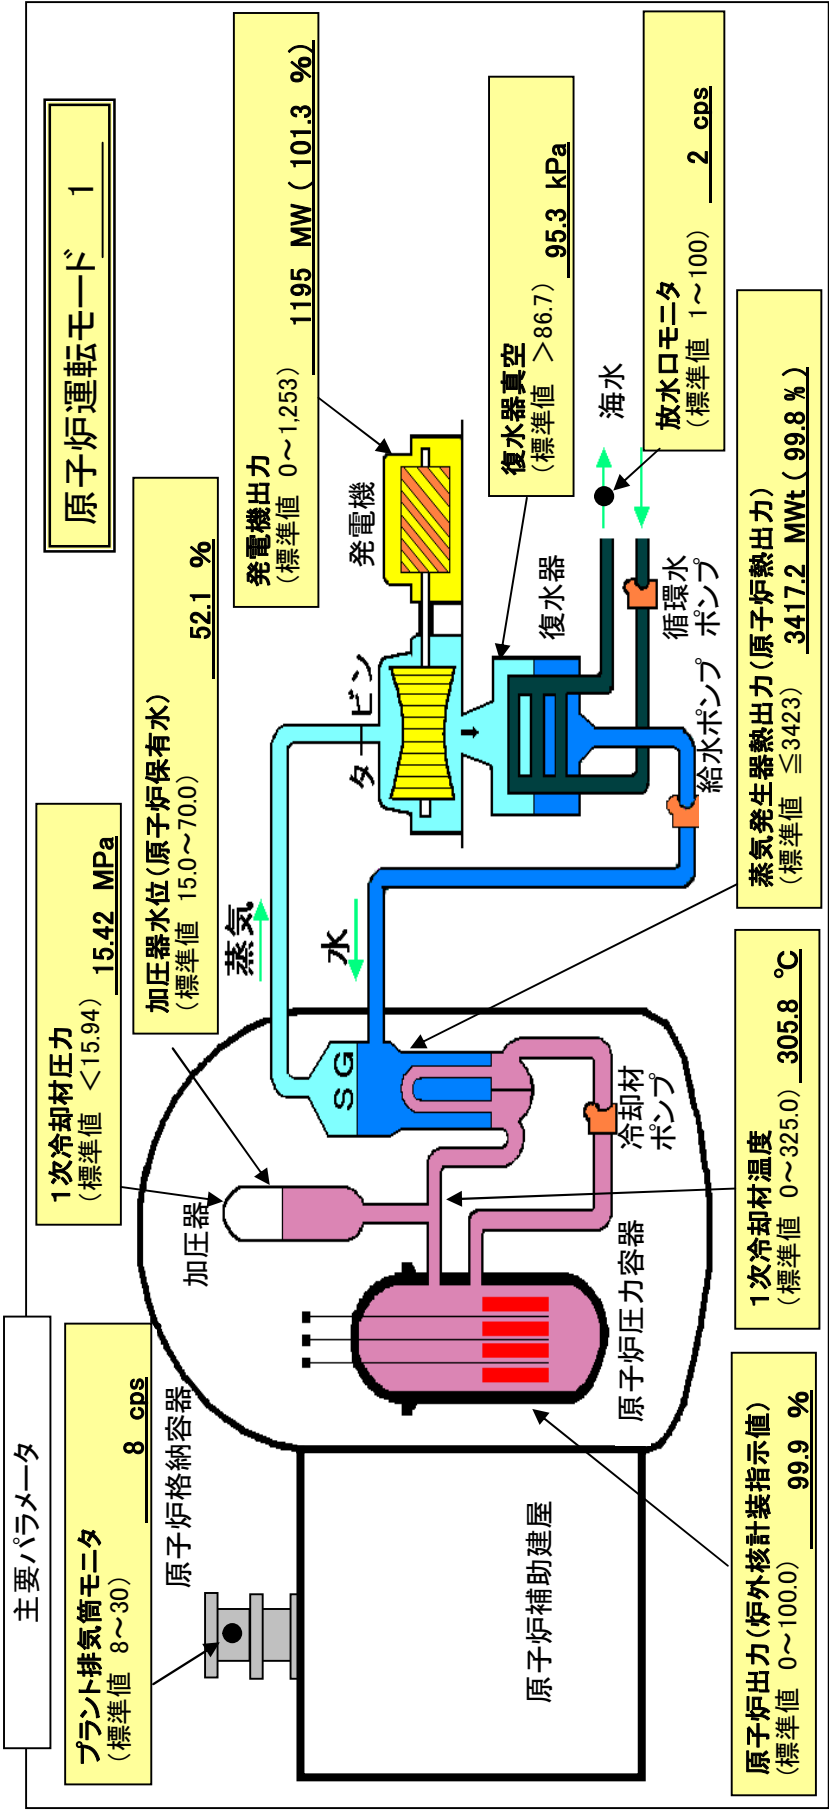 主要パラメータ
原子炉運転モード　1
プラント排気筒モニタ
(標準値 8～30)　8 cps
1次冷却材圧力
(標準値 <15.94)　15.42 MPa
加圧器水位(原子炉保有水)
(標準値 15.0～70.0)　52.1 %
発電機出力
(標準値 0～1,253)　1195 MW ( 101.3 %)
原子炉格納容器
加圧器
蒸気
水
SG
タービン
発電機
復水器真空
(標準値 >86.7)　95.3 kPa
復水器
海水
循環水
ポンプ
給水ポンプ
放水口モニタ
(標準値 1～100)　2 cps
冷却材
ポンプ
原子炉圧力容器
原子炉補助建屋
原子炉出力(炉外核計装指示値)
(標準値 0～100.0)　99.9 %
1次冷却材温度
(標準値 0～325.0)　305.8 ℃
蒸気発生器熱出力(原子炉熱出力)
(標準値 ≦3423)　3417.2 MWt ( 99.8 %)